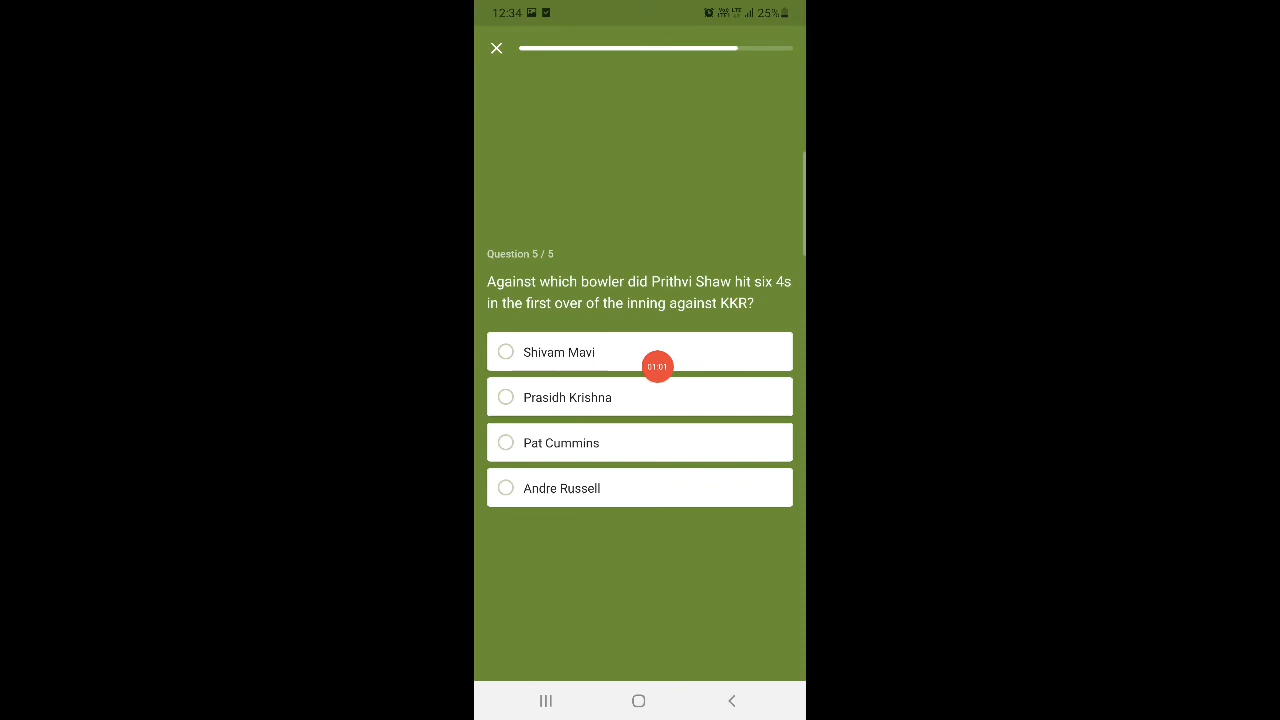 12:34
25%
Question 5 / 5
Against which bowler did Prithvi Shaw hit six 4s
in the first over of the inning against KKR?
Shivam Mavi
01:01
Prasidh Krishna
Pat Cummins
Andre Russell